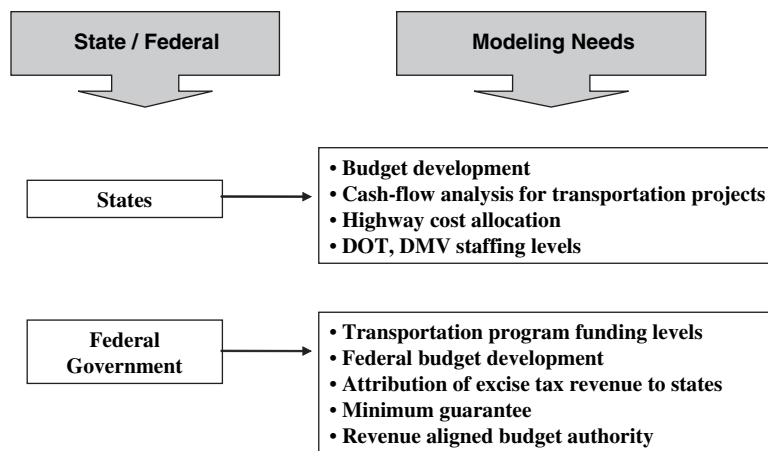 State / Federal
Modeling Needs
States
• Budget development
• Cash-flow analysis for transportation projects
• Highway cost allocation
• DOT, DMV staffing levels
Federal
Government
• Transportation program funding levels
• Federal budget development
• Attribution of excise tax revenue to states
• Minimum guarantee
• Revenue aligned budget authority